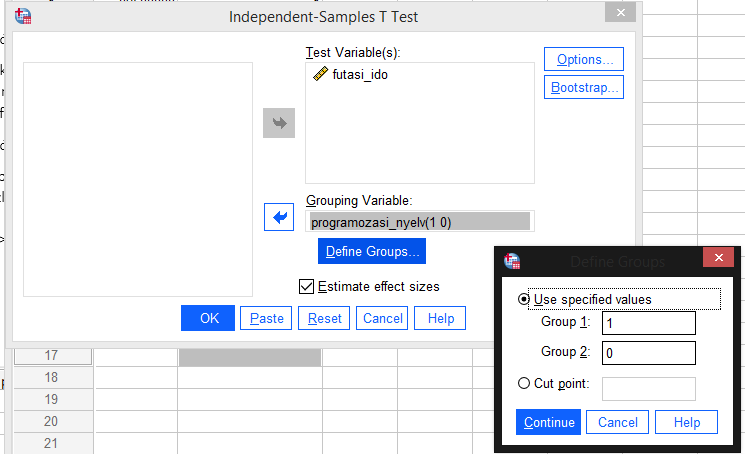 Independent-Samples T Test
Test Variable(s):
futasi_ido
Options...
Bootstrap...
Grouping Variable:
programozasi_nyelv(1 0)
Define Groups...
Estimate effect sizes
OK Paste Reset Cancel Help
Define Groups
Use specified values
Group 1: 1
Group 2: 0
Cut point:
Continue Cancel Help
17
18
19
20
21